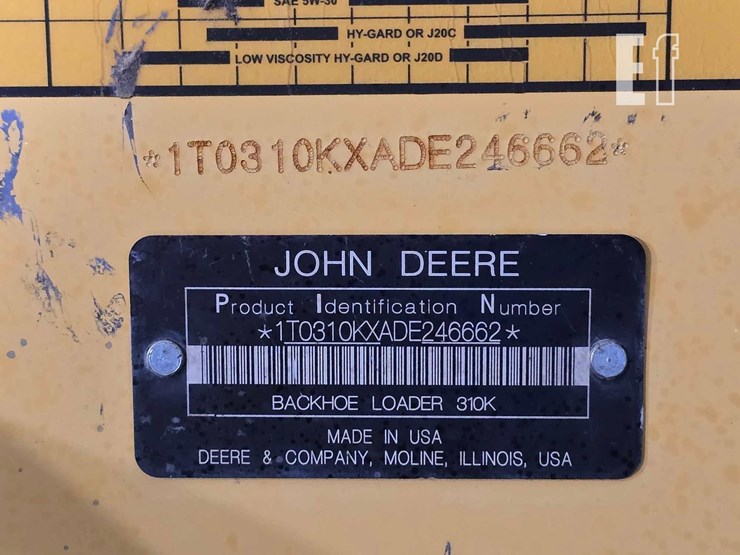 SAE 5W-30
HY-GARD OR J20C
LOW VISCOSITY HY-GARD OR J20D
Ef
*1T0310KXADE246662*
JOHN DEERE
Product Identification Number
*1T0310KXADE246662*
BACKHOE LOADER 310K
MADE IN USA
DEERE & COMPANY, MOLINE, ILLINOIS, USA